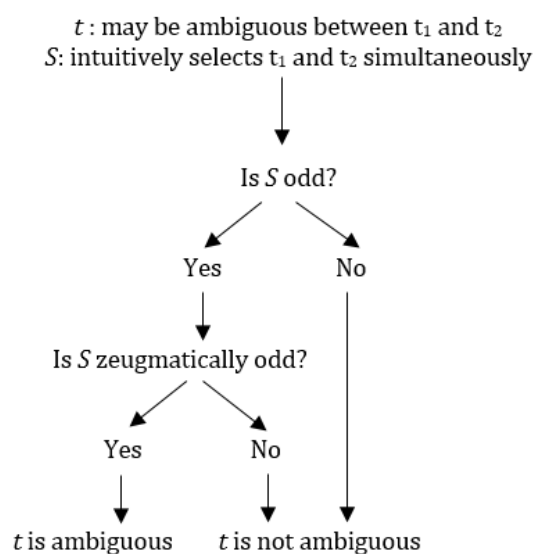 t : may be ambiguous between t₁ and t₂
S: intuitively selects t₁ and t₂ simultaneously
Is S odd?
Yes No
Is S zeugmatically odd?
Yes No
t is ambiguous t is not ambiguous